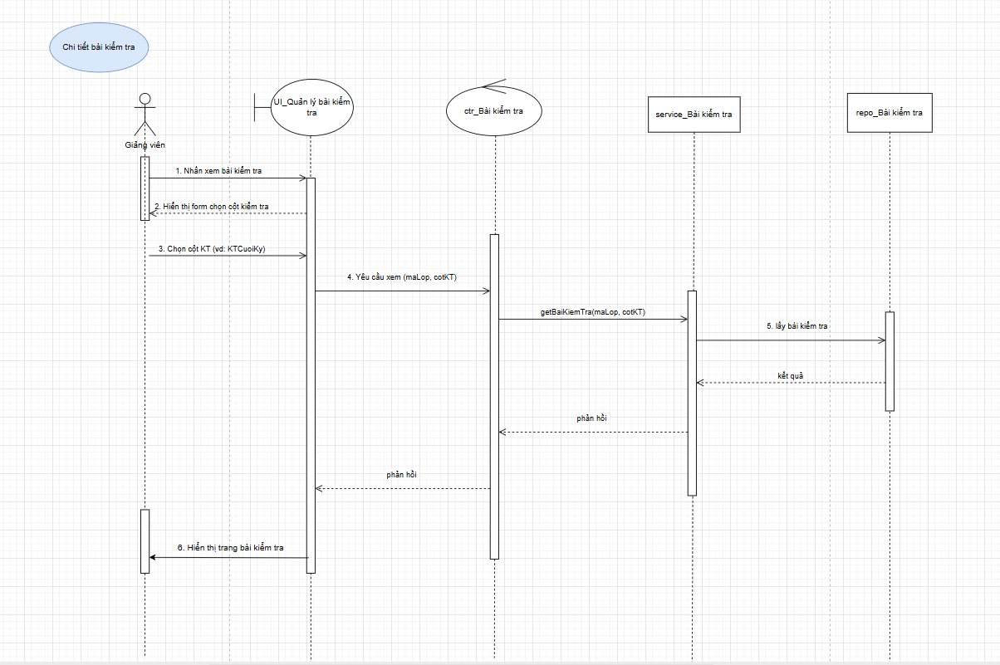 Chi tiết bài kiểm tra
UI_Quản lý bài kiểm
tra
ctr_Bài kiểm tra
service_Bài kiểm tra
repo_Bài kiểm tra
Giảng viên
1. Nhấn xem bài kiểm tra
2. Hiển thị form chọn cột kiểm tra
3. Chọn cột KT (vd: KTCuoiKy)
4. Yêu cầu xem (maLop, cotKT)
getBaiKiemTra(maLop, cotKT)
5. lấy bài kiểm tra
kết quả
phản hồi
phản hồi
6. Hiển thị trang bài kiểm tra